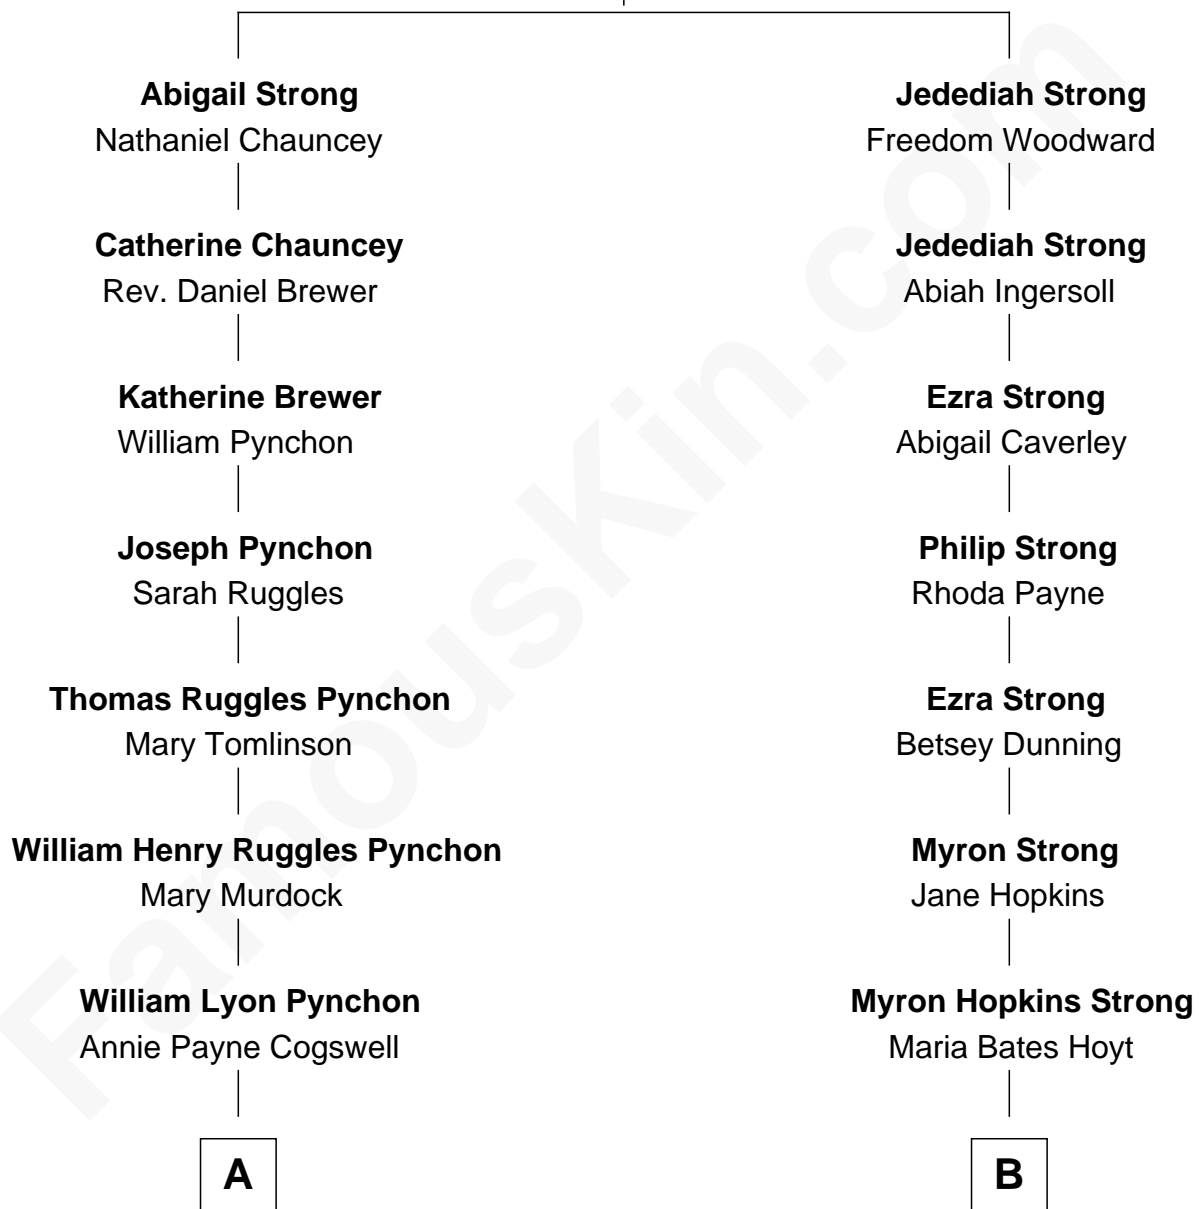 Abigail Strong
Nathaniel Chauncey
Catherine Chauncey
Rev. Daniel Brewer
Katherine Brewer
William Pynchon
Joseph Pynchon
Sarah Ruggles
Thomas Ruggles Pynchon
Mary Tomlinson
William Henry Ruggles Pynchon
Mary Murdock
William Lyon Pynchon
Annie Payne Cogswell
A
Jedediah Strong
Freedom Woodward
Jedediah Strong
Abiah Ingersoll
Ezra Strong
Abigail Caverley
Philip Strong
Rhoda Payne
Ezra Strong
Betsey Dunning
Myron Strong
Jane Hopkins
Myron Hopkins Strong
Maria Bates Hoyt
B
FamousKin.com